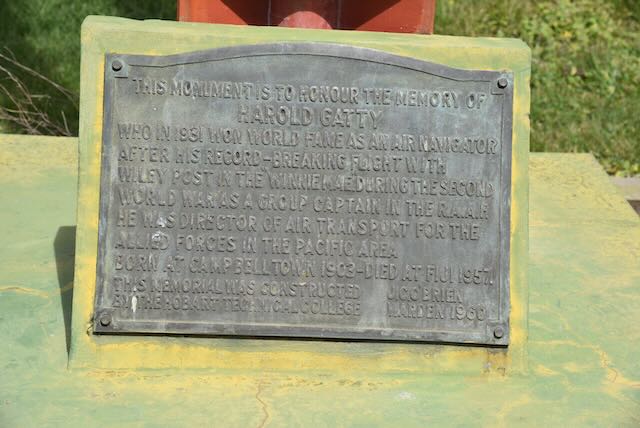 THIS MONUMENT IS TO HONOUR THE MEMORY OF
HAROLD GATTY
WHO IN 1931 WON WORLD FAME AS AN AIR NAVIGATOR
AFTER HIS RECORD-BREAKING FLIGHT WITH
WILEY POST IN THE WINNIE MAE. DURING THE SECOND
WORLD WAR AS A GROUP CAPTAIN IN THE R.A.A.F.
HE WAS DIRECTOR OF AIR TRANSPORT FOR THE
ALLIED FORCES IN THE PACIFIC AREA
BORN AT CAMPBELLTOWN 1903-DIED AT FIJI 1957.
THIS MEMORIAL WAS CONSTRUCTED J.C.O'BRIEN
BY THE HOBART TECHNICAL COLLEGE WARDEN 1960